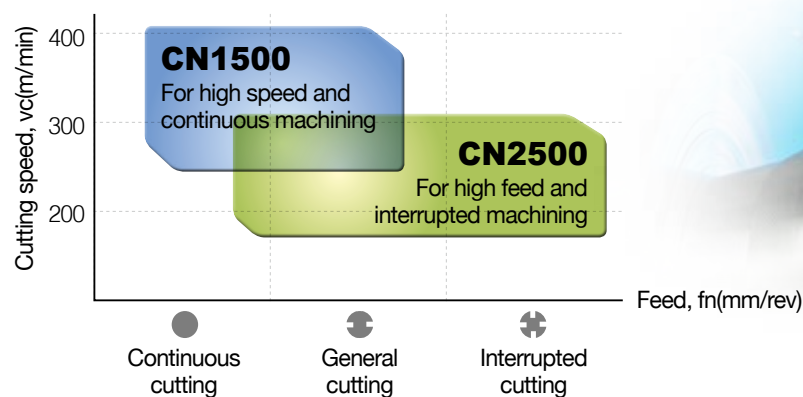 Cutting speed, vc(m/min)
400
300
200
CN1500
For high speed and
continuous machining
CN2500
For high feed and
interrupted machining
Feed, fn(mm/rev)
Continuous
cutting
General
cutting
Interrupted
cutting